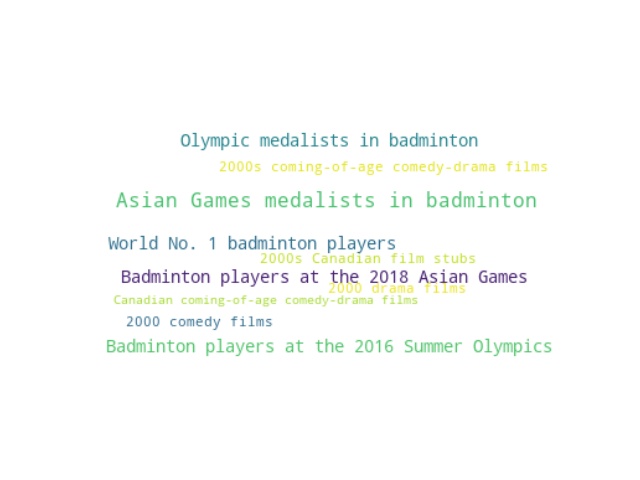 Olympic medalists in badminton
2000s coming-of-age comedy-drama films
Asian Games medalists in badminton
World No. 1 badminton players
2000s Canadian film stubs
Badminton players at the 2018 Asian Games
2000 drama films
Canadian coming-of-age comedy-drama films
2000 comedy films
Badminton players at the 2016 Summer Olympics